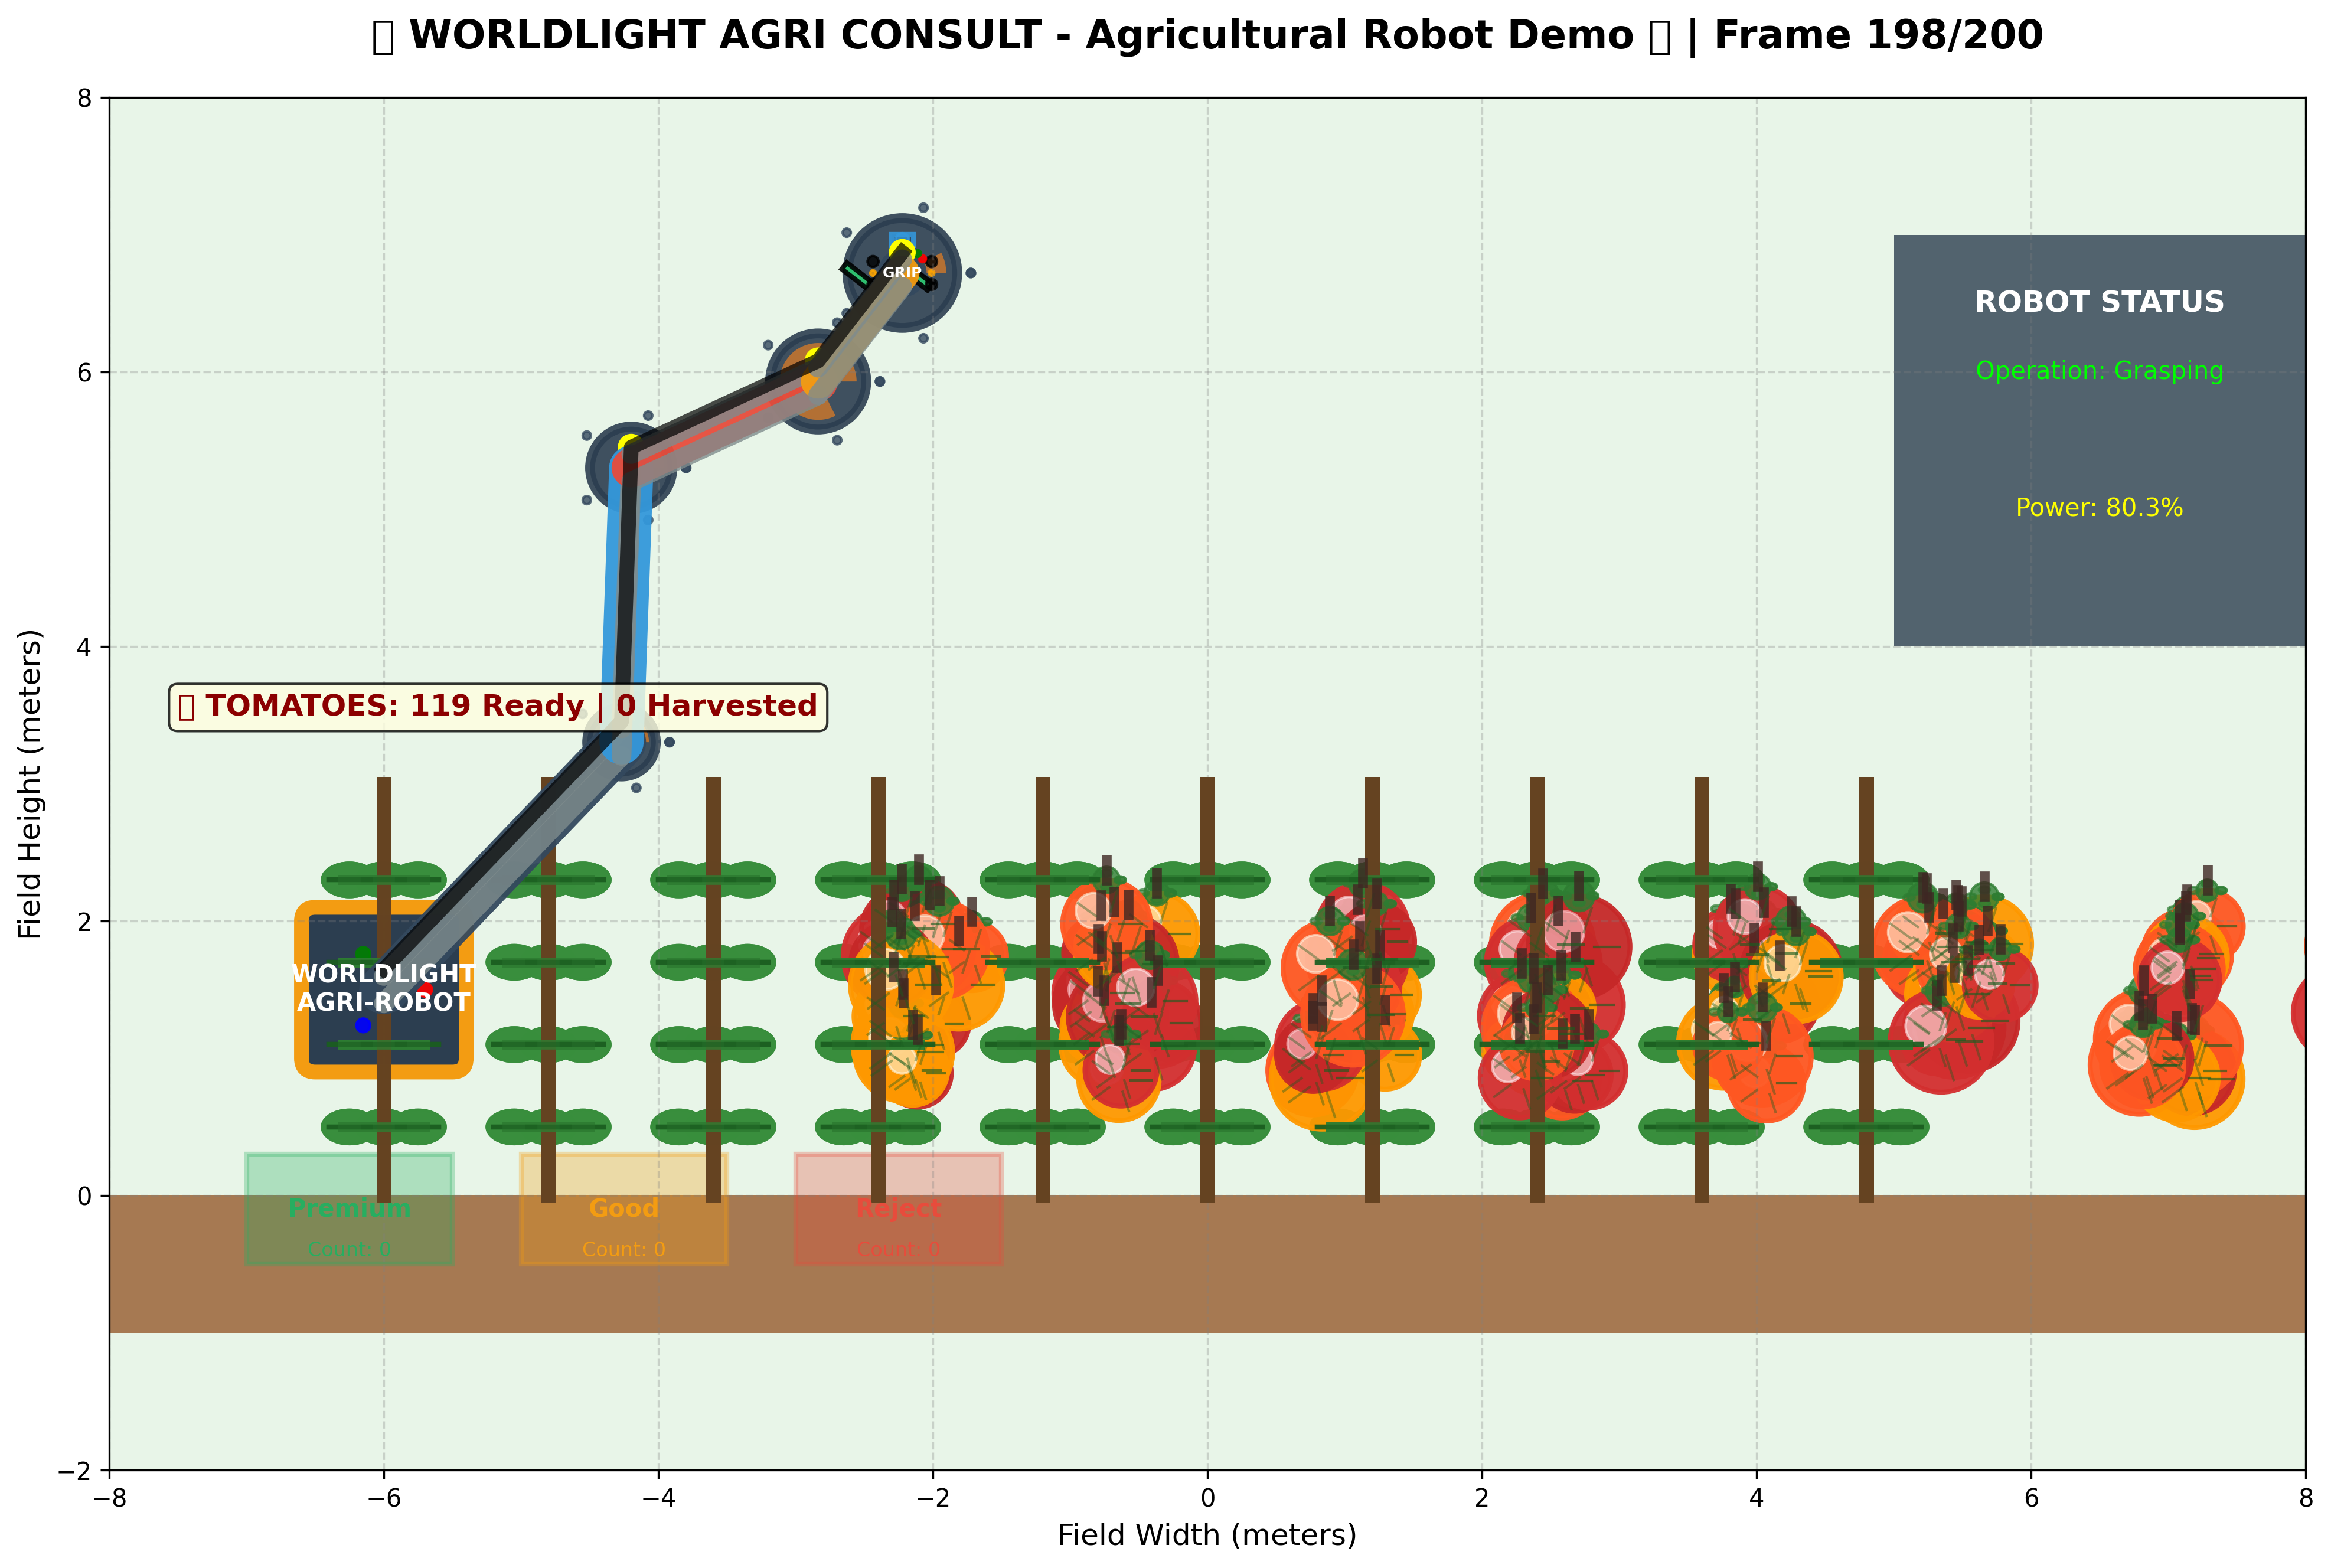 WORLDLIGHT AGRI CONSULT - Agricultural Robot Demo | Frame 198/200
8
6
4
2
0
−2
Field Height (meters)
GRIP
ROBOT STATUS
Operation: Grasping
Power: 80.3%
TOMATOES: 119 Ready | 0 Harvested
WORLDLIGHT
AGRI-ROBOT
Premium
Count: 0
Good
Count: 0
Reject
Count: 0
−8 −6 −4 −2 0 2 4 6 8
Field Width (meters)